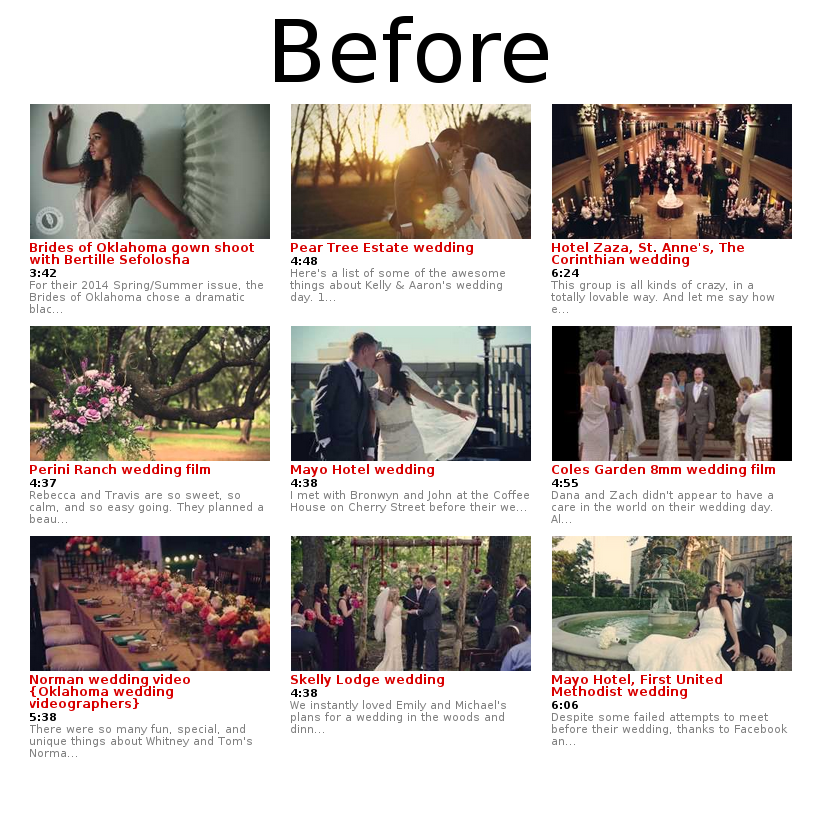 Before
Brides of Oklahoma gown shoot
with Bertille Sefolosha
3:42
For their 2014 Spring/Summer issue, the
Brides of Oklahoma chose a dramatic
blac...
Pear Tree Estate wedding
4:48
Here's a list of some of the awesome
things about Kelly & Aaron's wedding
day. 1...
Hotel Zaza, St. Anne's, The
Corinthian wedding
6:24
This group is all kinds of crazy, in a
totally lovable way. And let me say how
e...
Perini Ranch wedding film
4:37
Rebecca and Travis are so sweet, so
calm, and so easy going. They planned a
beau...
Mayo Hotel wedding
4:38
I met with Bronwyn and John at the Coffee
House on Cherry Street before their we...
Coles Garden 8mm wedding film
4:55
Dana and Zach didn't appear to have a
care in the world on their wedding day.
Al...
Norman wedding video
{Oklahoma wedding
videographers}
5:38
There were so many fun, special, and
unique things about Whitney and Tom's
Norma...
Skelly Lodge wedding
4:38
We instantly loved Emily and Michael's
plans for a wedding in the woods and
dinn...
Mayo Hotel, First United
Methodist wedding
6:06
Despite some failed attempts to meet
before their wedding, thanks to Facebook
an...